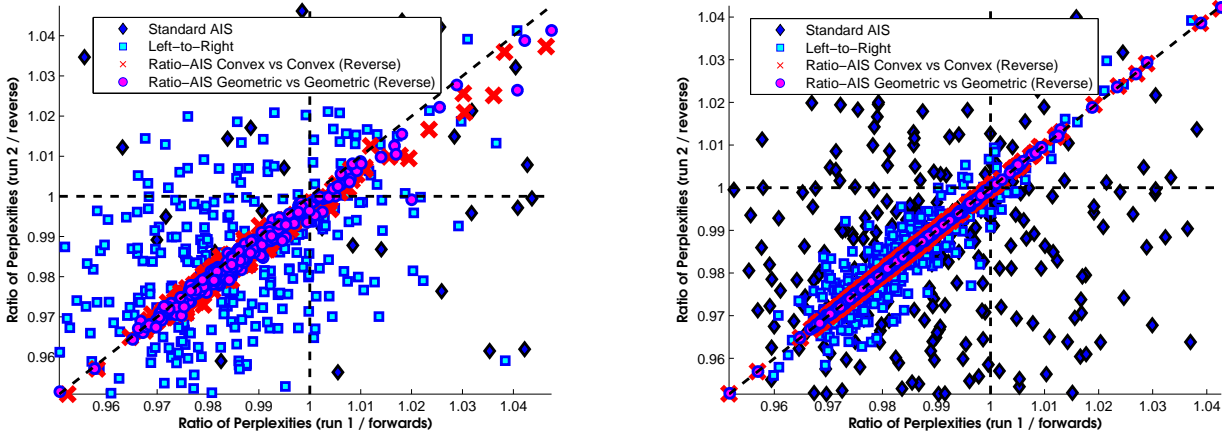 Standard AIS
Left−to−Right
Ratio−AIS Convex vs Convex (Reverse)
Ratio−AIS Geometric vs Geometric (Reverse)
1.04
1.03
1.02
1.01
1
0.99
0.98
0.97
0.96
Ratio of Perplexities (run 2 / reverse)
0.96 0.97 0.98 0.99 1 1.01 1.02 1.03 1.04
Ratio of Perplexities (run 1 / forwards)
Standard AIS
Left−to−Right
Ratio−AIS Convex vs Convex (Reverse)
Ratio−AIS Geometric vs Geometric (Reverse)
1.04
1.03
1.02
1.01
1
0.99
0.98
0.97
0.96
Ratio of Perplexities (run 2 / reverse)
0.96 0.97 0.98 0.99 1 1.01 1.02 1.03 1.04
Ratio of Perplexities (run 1 / forwards)